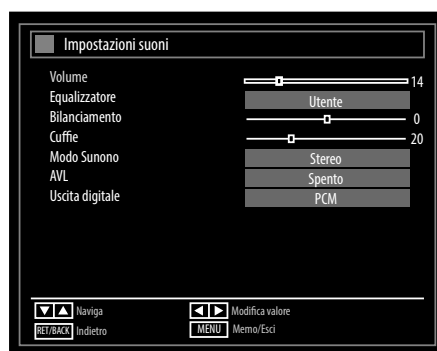 Impostazioni suoni
Volume 14
Equalizzatore Utente
Bilanciamento 0
Cuffie 20
Modo Sunono Stereo
AVL Spento
Uscita digitale PCM
Naviga Modifica valore
RET/BACK Indietro MENU Memo/Esci